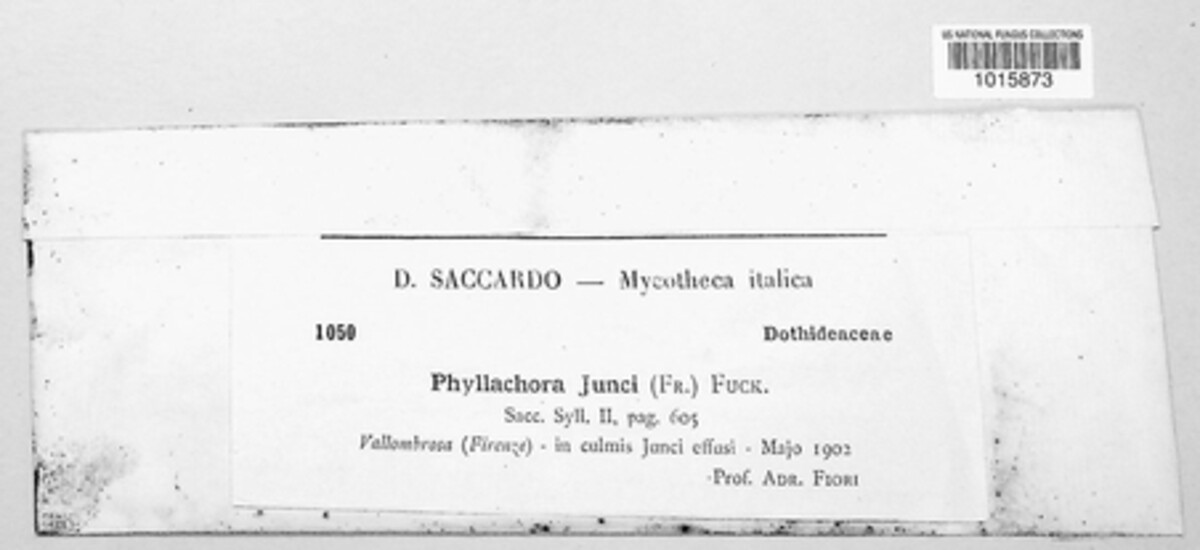 US NATIONAL FUNGUS COLLECTIONS
1015873
D. SACCARDO — Mycotheca italica
1050 Dothideaceae
Phyllachora Junci (FR.) FUCK.
Sacc. Syll. II, pag. 605
Vallombrosa (Firenze) - in culmis Junci effusi - Majo 1902
Prof. ADR. FIORI